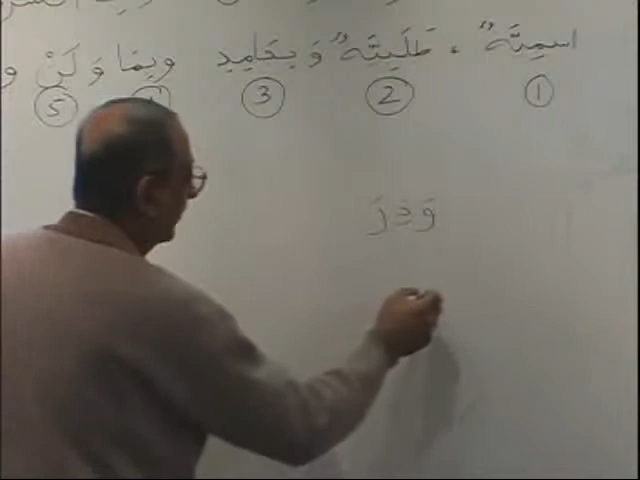 اسمِيَّةٌ ، طَلَبِيَّةٌ وَ بِجَامِدٍ وَبِمَا وَ لَنْ و
1 2 3 4 5
وَذِرَ